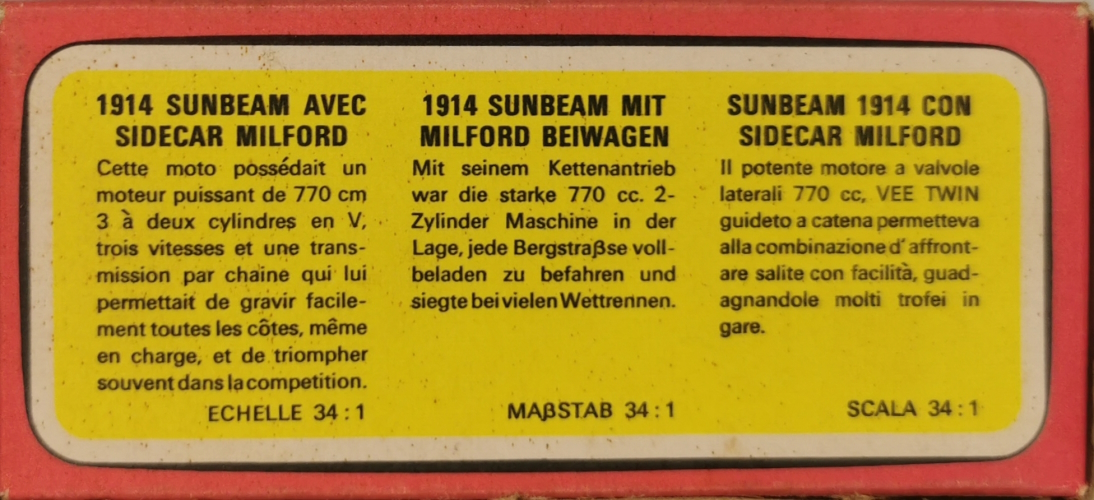 1914 SUNBEAM AVEC
SIDECAR MILFORD
Cette moto possédait un
moteur puissant de 770 cm
3 à deux cylindres en V,
trois vitesses et une trans-
mission par chaine qui lui
permettait de gravir facile-
ment toutes les côtes, même
en charge, et de triompher
souvent dans la competition.
ECHELLE 34 : 1
1914 SUNBEAM MIT
MILFORD BEIWAGEN
Mit seinem Kettenantrieb
war die starke 770 cc. 2-
Zylinder Maschine in der
Lage, jede Bergstraβse voll-
beladen zu befahren und
siegte bei vielen Wettrennen.
MAβSTAB 34 : 1
SUNBEAM 1914 CON
SIDECAR MILFORD
Il potente motore a valvole
laterali 770 cc, VEE TWIN
guideto a catena permetteva
alla combinazione d'affront-
are salite con facilità, guad-
agnandole molti trofei in
gare.
SCALA 34 : 1